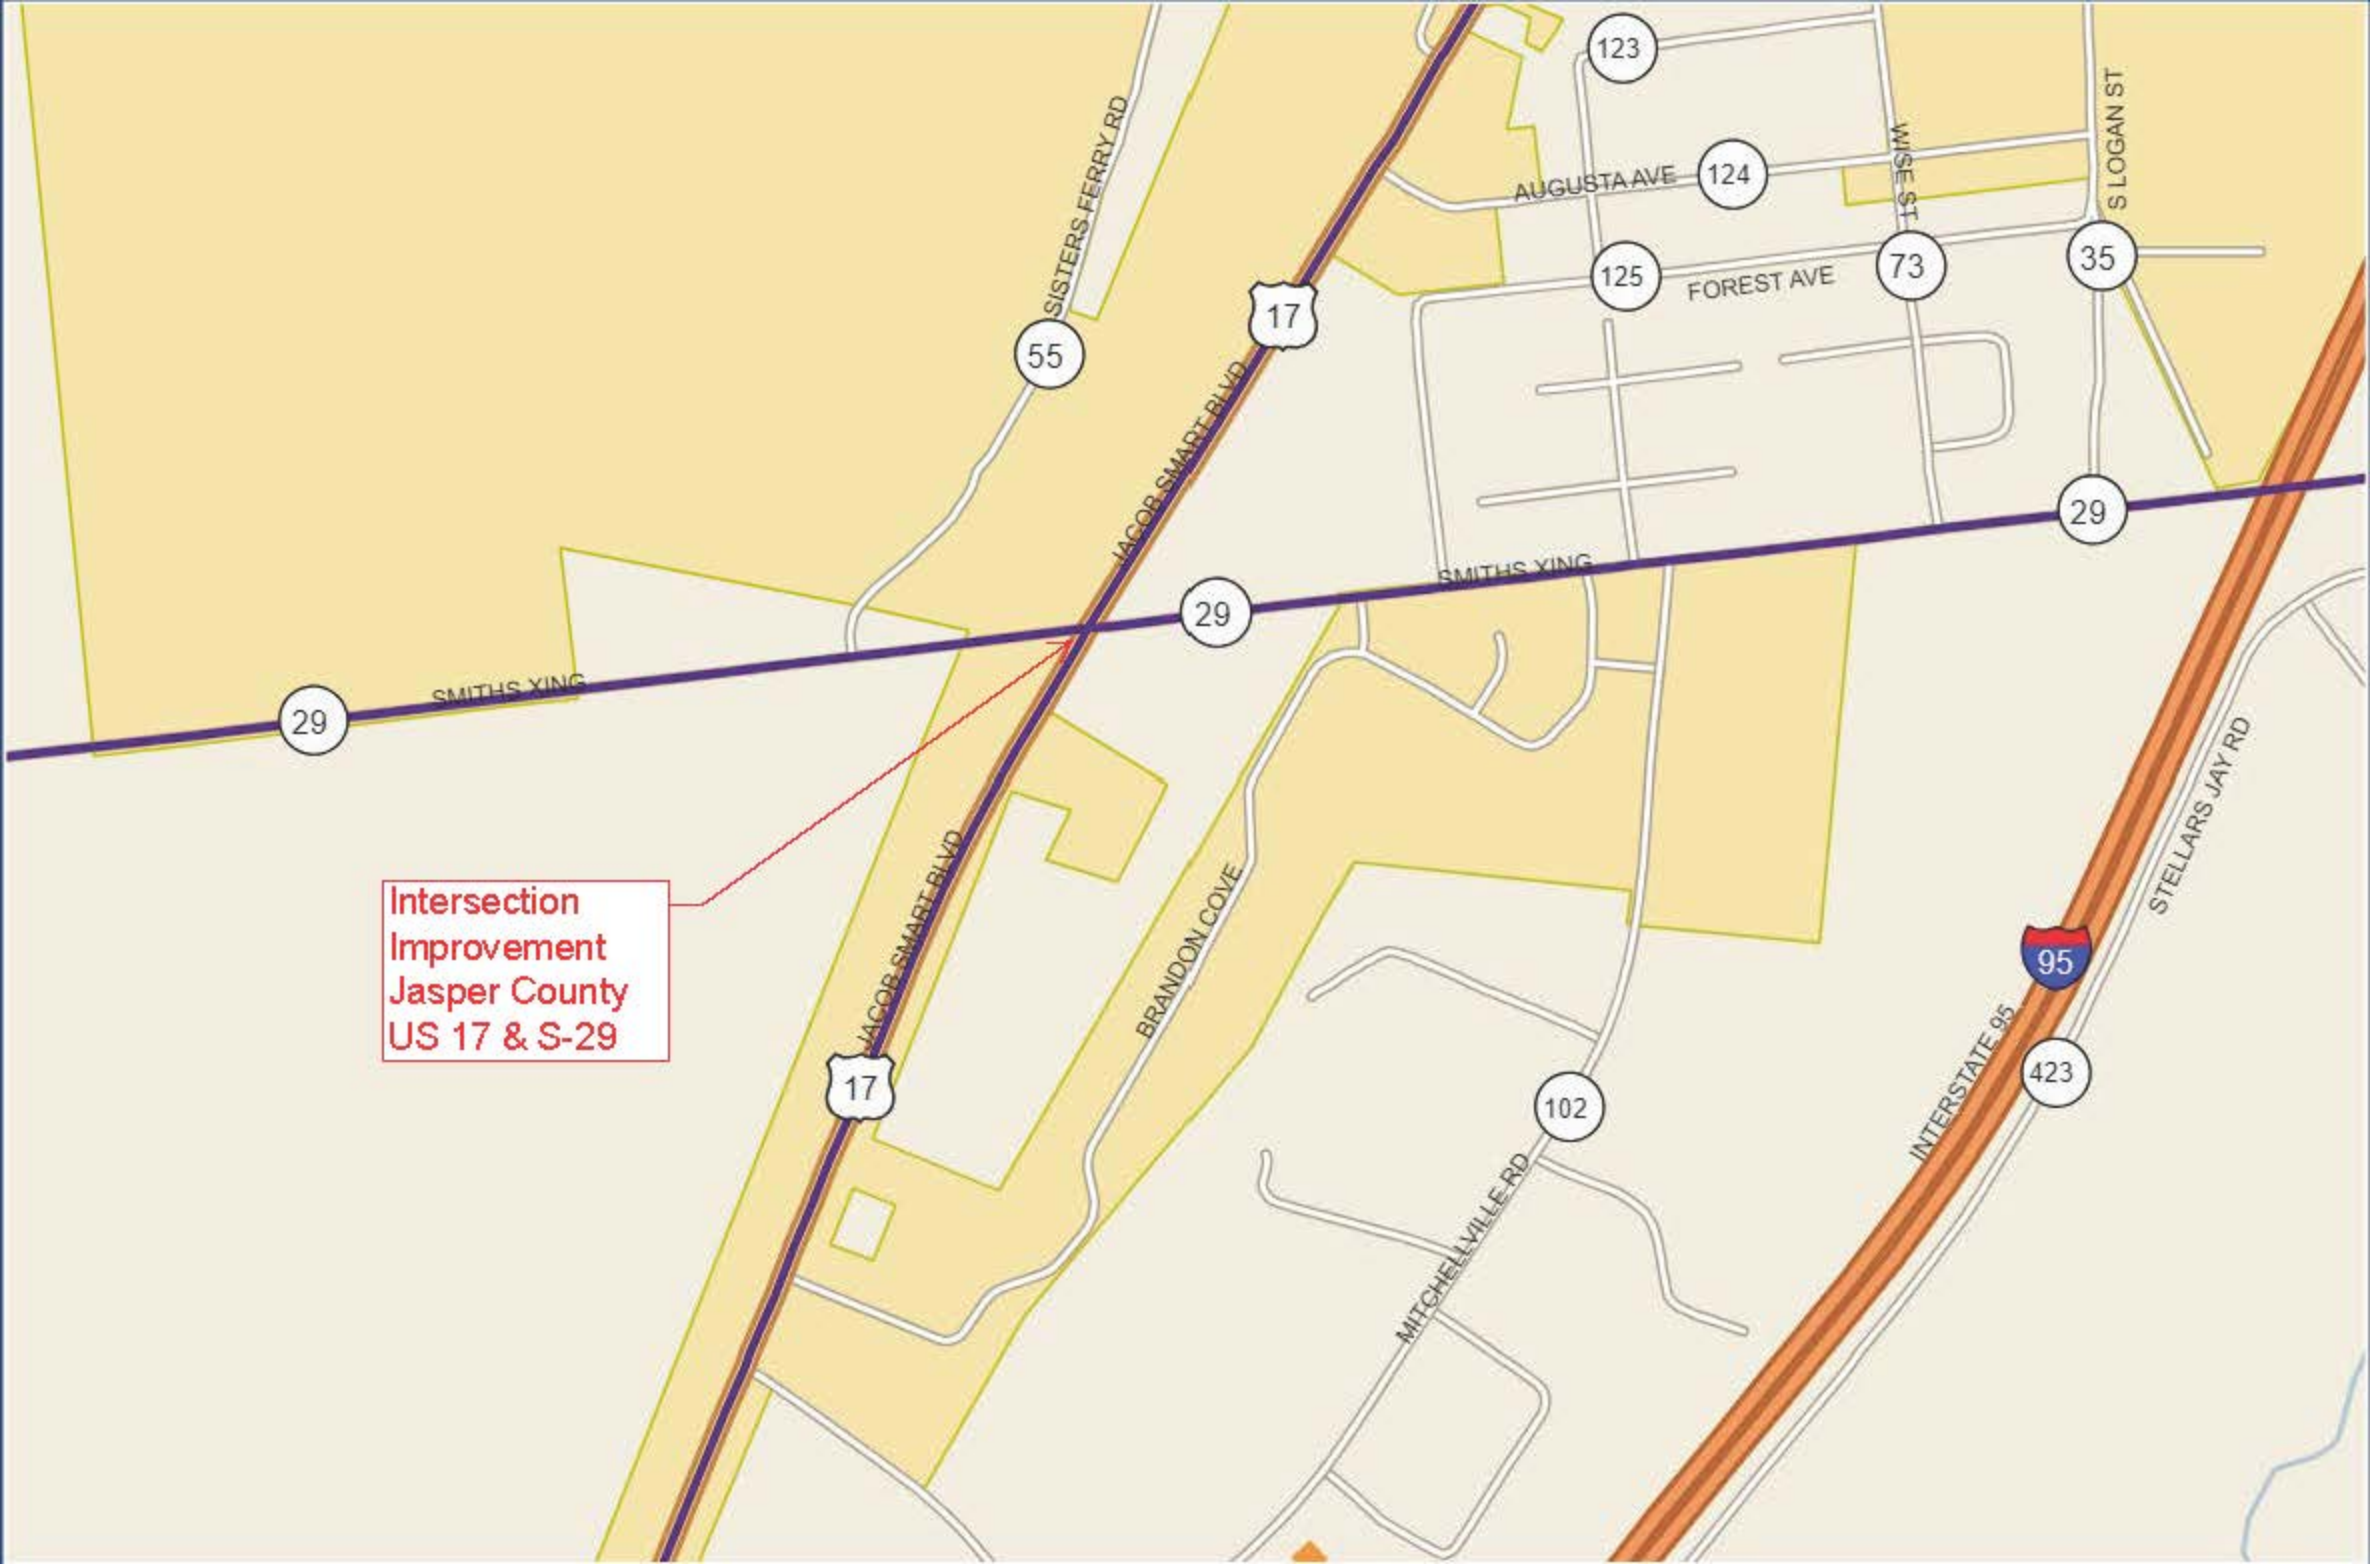 123
S LOGAN ST
SISTERS FERRY RD
WISE ST
AUGUSTA AVE
124
125
FOREST AVE
73
35
17
55
JACOB SMART BLVD
29
SMITHS XING
29
SMITHS XING
29
STELLARS JAY RD
JACOB SMART BLVD
Intersection
Improvement
Jasper County
US 17 & S-29
BRANDON COVE
95
INTERSTATE 95
17
423
102
MITCHELLVILLE RD